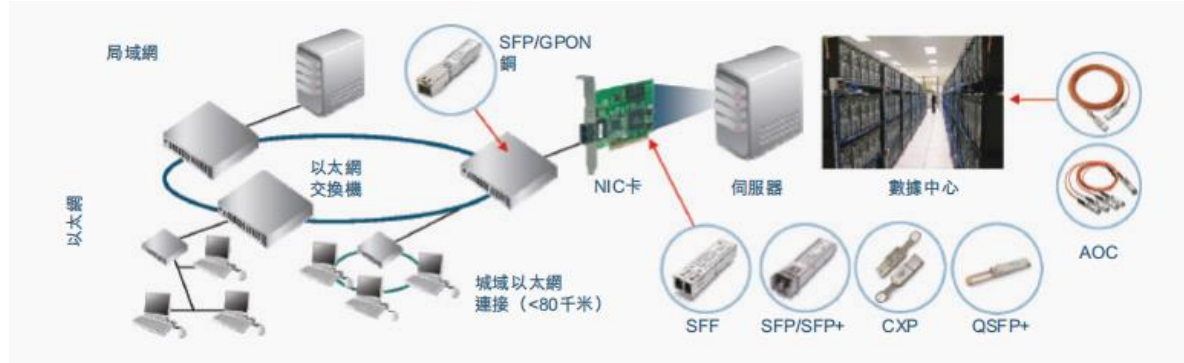 局域網
SFP/GPON
銅
以太網
交換機
以太網
NIC卡
伺服器
數據中心
AOC
城域以太網
連接（<80千米）
SFF
SFP/SFP+
CXP
QSFP+